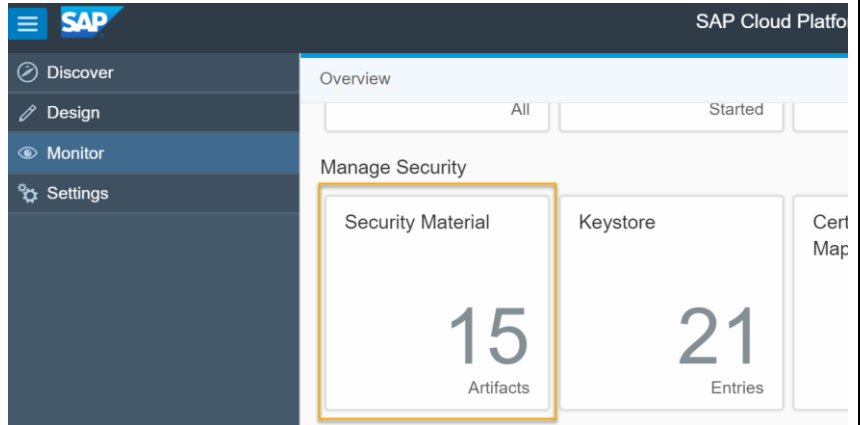 SAP
SAP Cloud Platfo
Discover
Design
Monitor
Settings
Overview
All
Started
Manage Security
Security Material
Keystore
Cert
Map
15
21
Artifacts
Entries